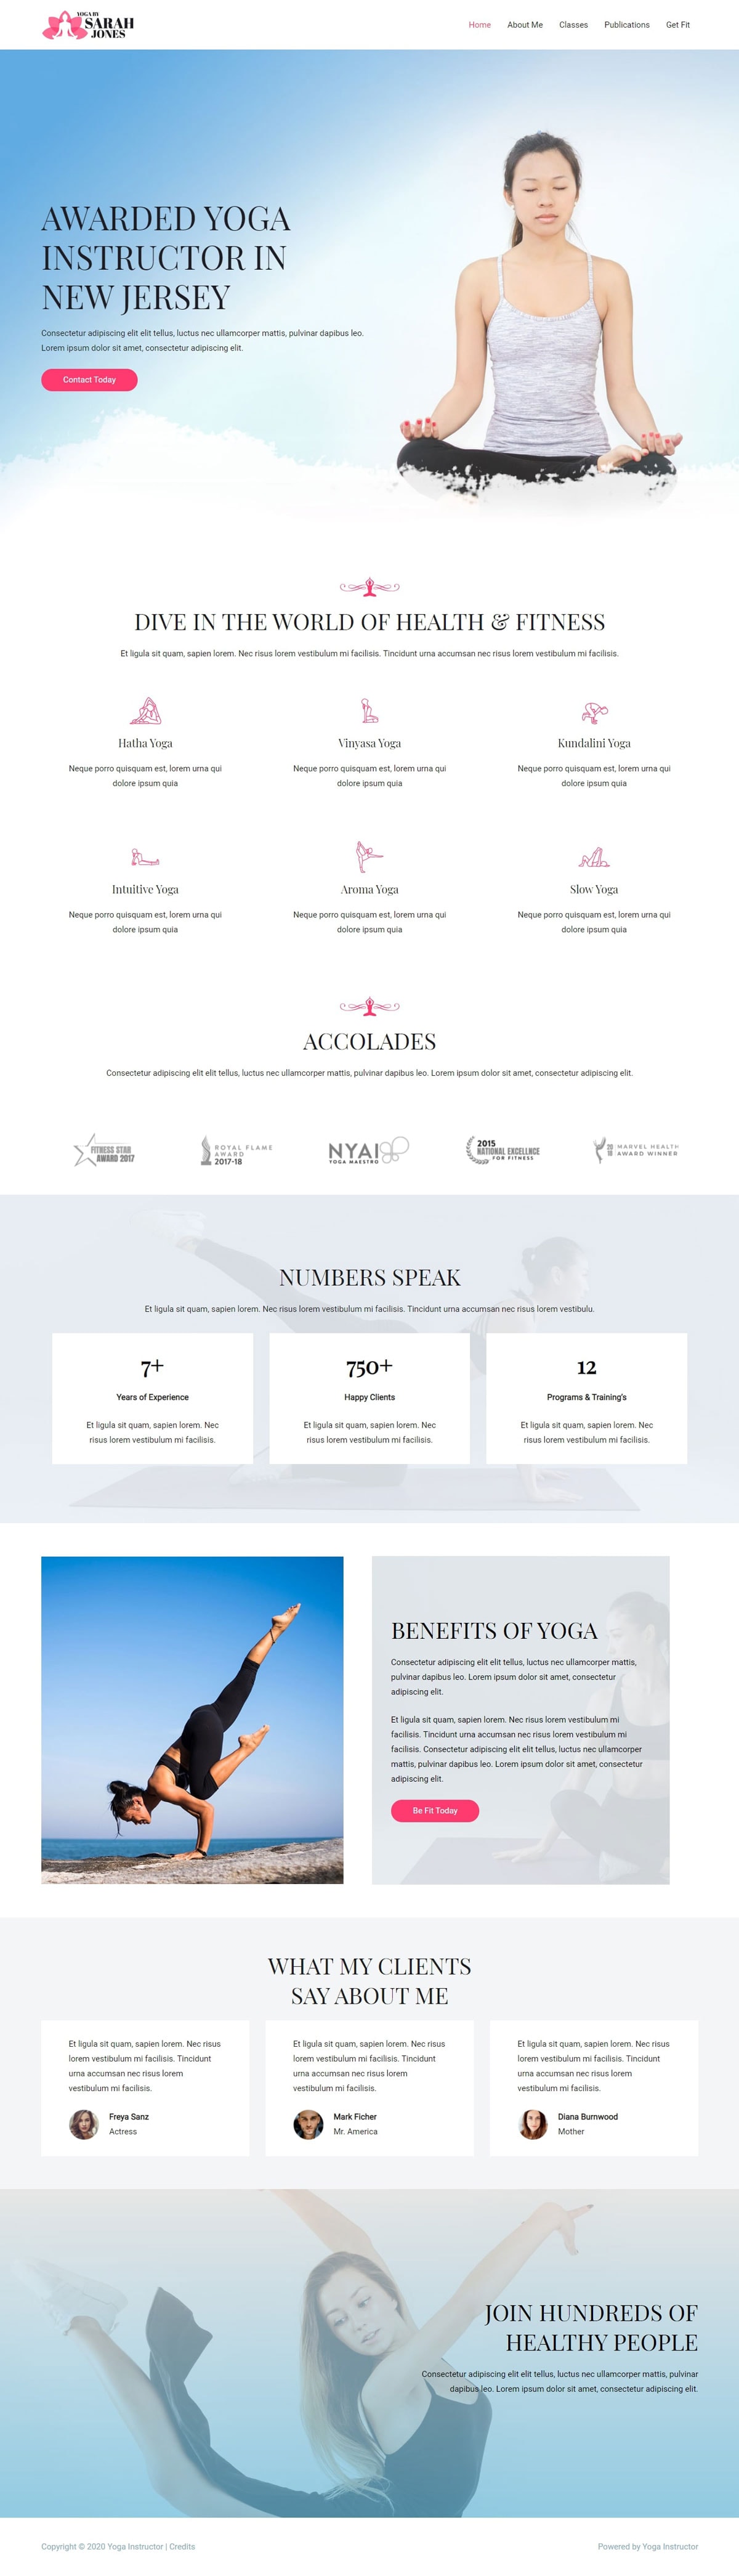 YOGA BY
SARAH
JONES
Home About Me Classes Publications Get Fit
AWARDED YOGA
INSTRUCTOR IN
NEW JERSEY
Consectetur adipiscing elit elit tellus, luctus nec ullamcorper mattis, pulvinar dapibus leo.
Lorem ipsum dolor sit amet, consectetur adipiscing elit.
Contact Today
DIVE IN THE WORLD OF HEALTH & FITNESS
Et ligula sit quam, sapien lorem. Nec risus lorem vestibulum mi facilisis. Tincidunt urna accumsan nec risus lorem vestibulum mi facilisis.
Hatha Yoga
Neque porro quisquam est, lorem urna qui
dolore ipsum quia
Vinyasa Yoga
Neque porro quisquam est, lorem urna qui
dolore ipsum quia
Kundalini Yoga
Neque porro quisquam est, lorem urna qui
dolore ipsum quia
Intuitive Yoga
Neque porro quisquam est, lorem urna qui
dolore ipsum quia
Aroma Yoga
Neque porro quisquam est, lorem urna qui
dolore ipsum quia
Slow Yoga
Neque porro quisquam est, lorem urna qui
dolore ipsum quia
ACCOLADES
Consectetur adipiscing elit elit tellus, luctus nec ullamcorper mattis, pulvinar dapibus leo. Lorem ipsum dolor sit amet, consectetur adipiscing elit.
FITNESS STAR
AWARD 2017
ROYAL FLAME
AWARD
2017-18
NYAI
YOGA MAESTRO
2015
NATIONAL EXCELLNCE
FOR FITNESS
2018
MARVEL HEALTH
AWARD WINNER
NUMBERS SPEAK
Et ligula sit quam, sapien lorem. Nec risus lorem vestibulum mi facilisis. Tincidunt urna accumsan nec risus lorem vestibulu.
7+
Years of Experience
Et ligula sit quam, sapien lorem. Nec
risus lorem vestibulum mi facilisis.
750+
Happy Clients
Et ligula sit quam, sapien lorem. Nec
risus lorem vestibulum mi facilisis.
12
Programs & Training's
Et ligula sit quam, sapien lorem. Nec
risus lorem vestibulum mi facilisis.
BENEFITS OF YOGA
Consectetur adipiscing elit elit tellus, luctus nec ullamcorper mattis,
pulvinar dapibus leo. Lorem ipsum dolor sit amet, consectetur
adipiscing elit.
Et ligula sit quam, sapien lorem. Nec risus lorem vestibulum mi
facilisis. Tincidunt urna accumsan nec risus lorem vestibulum mi
facilisis. Consectetur adipiscing elit elit tellus, luctus nec ullamcorper
mattis, pulvinar dapibus leo. Lorem ipsum dolor sit amet, consectetur
adipiscing elit.
Be Fit Today
WHAT MY CLIENTS
SAY ABOUT ME
Et ligula sit quam, sapien lorem. Nec risus
lorem vestibulum mi facilisis. Tincidunt
urna accumsan nec risus lorem
vestibulum mi facilisis.
Freya Sanz
Actress
Et ligula sit quam, sapien lorem. Nec risus
lorem vestibulum mi facilisis. Tincidunt
urna accumsan nec risus lorem
vestibulum mi facilisis.
Mark Ficher
Mr. America
Et ligula sit quam, sapien lorem. Nec risus
lorem vestibulum mi facilisis. Tincidunt
urna accumsan nec risus lorem
vestibulum mi facilisis.
Diana Burnwood
Mother
JOIN HUNDREDS OF
HEALTHY PEOPLE
Consectetur adipiscing elit elit tellus, luctus nec ullamcorper mattis, pulvinar
dapibus leo. Lorem ipsum dolor sit amet, consectetur adipiscing elit.
Copyright © 2020 Yoga Instructor | Credits
Powered by Yoga Instructor